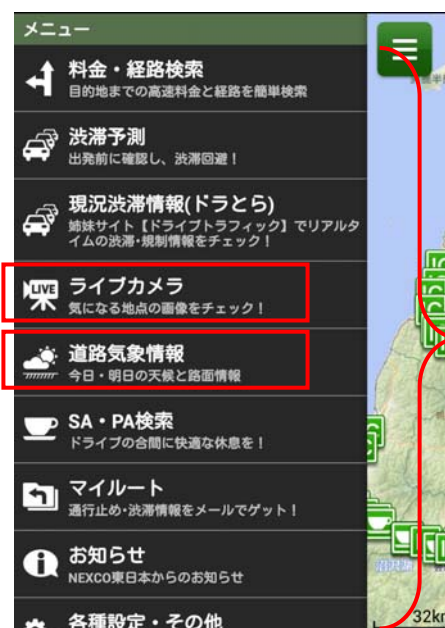 メニュー
料金・経路検索
目的地までの高速料金と経路を簡単検索
渋滞予測
出発前に確認し、渋滞回避！
現況渋滞情報(ドラとら)
姉妹サイト【ドライブトラフィック】でリアルタ
イムの渋滞・規制情報をチェック！
LIVE
ライブカメラ
気になる地点の画像をチェック！
道路気象情報
今日・明日の天候と路面情報
SA・PA検索
ドライブの合間に快適な休息を！
マイルート
通行止め・渋滞情報をメールでゲット！
お知らせ
NEXCO東日本からのお知らせ
各種設定・その他
32km